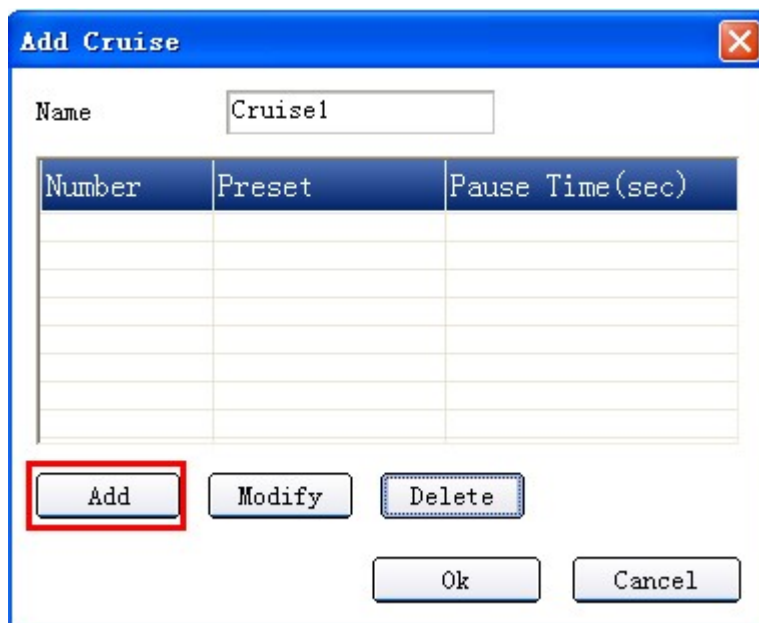 Add Cruise
Name Cruise1
Number Preset Pause Time(sec)
Add Modify Delete
Ok Cancel